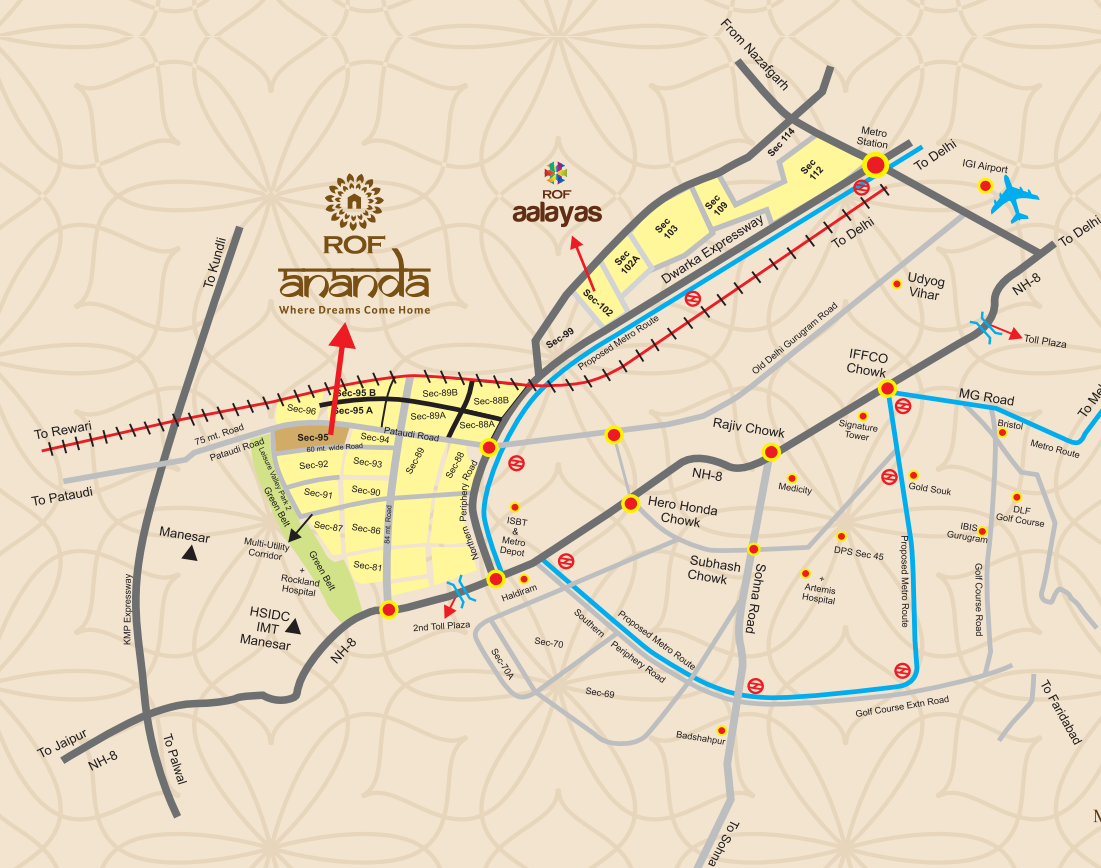 From Nazafgarh
Metro
Station
Sec 114
Sec
112
To Delhi
IGI Airport
ROF
aalayas
Sec
109
Sec
103
Sec
102A
Sec-102
Dwarka Expressway
To Delhi
To Delhi
NH-8
ROF
ananda
Where Dreams Come Home
To Kundli
Sec-99
Proposed Metro Route
Old Delhi Gurugram Road
Udyog
Vihar
Toll Plaza
IFFCO
Chowk
MG Road
Metro Route
Signature
Tower
Bristol
Rajiv Chowk
NH-8
Medicity
Gold Souk
DLF
Golf Course
IBIS
Gurugram
Golf Course Road
DPS Sec 45
Artemis
Hospital
Proposed Metro Route
Hero Honda
Chowk
Subhash
Chowk
Sohna Road
To Rewari
75 mt. Road
Pataudi Road
To Pataudi
Sec-95 B
Sec-96
Sec-95 A
Sec-89B
Sec-88B
Sec-89A
Sec-88A
Sec-95
Sec-94
Pataudi Road
60 mt. wide Road
Sec-92
Sec-93
Sec-89
Sec-88
Sec-91
Sec-90
Sec-87
Sec-86
Sec-81
84 mt. Road
Northern Periphery Road
Leisure Valley Park 2
Green Belt
Green Belt
Multi-Utility
Corridor
+
Rockland
Hospital
Manesar
HSIDC
IMT
Manesar
KMP Expressway
NH-8
2nd Toll Plaza
ISBT
&
Metro
Depot
Haldiram
Sec-70
Sec-70A
Sec-69
Southern Periphery Road
Proposed Metro Route
Golf Course Extn Road
Badshahpur
To Faridabad
To Sohna
To Jaipur
NH-8
To Palwal